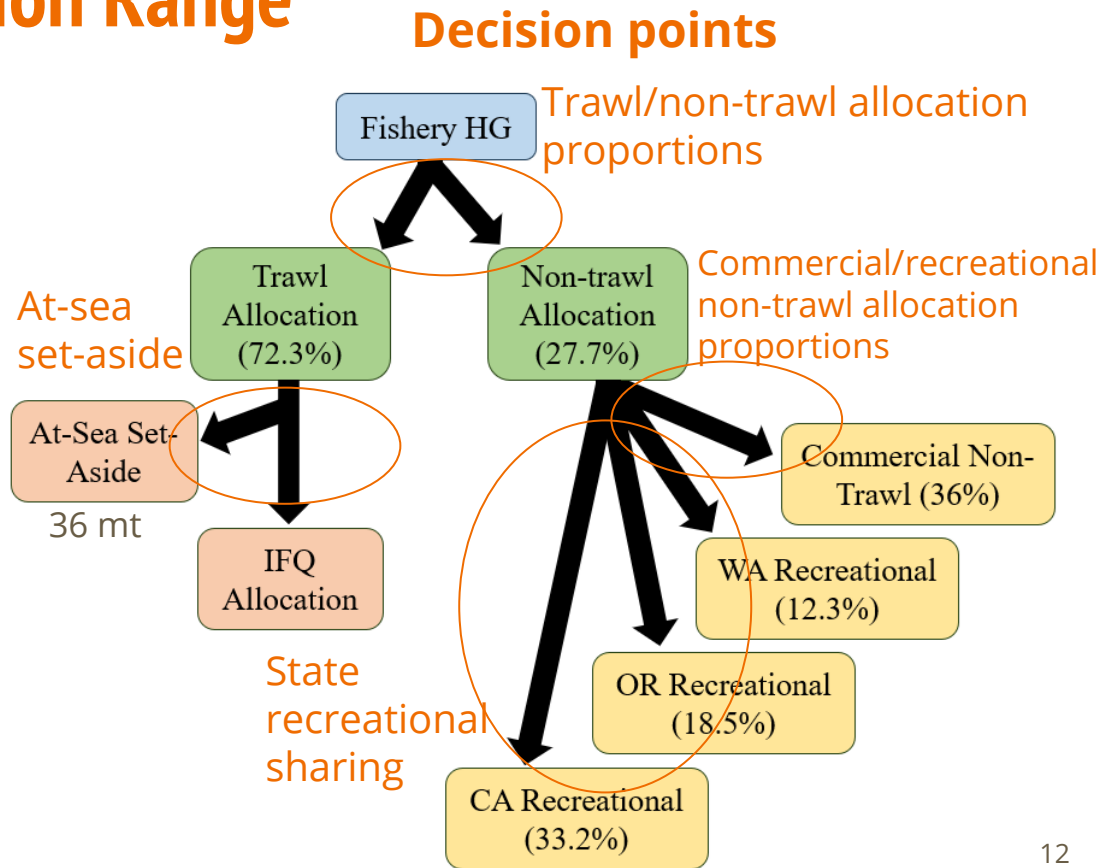 Range
Decision points
Fishery HG
Trawl/non-trawl allocation
proportions
Trawl
Allocation
(72.3%)
Non-trawl
Allocation
(27.7%)
Commercial/recreational
non-trawl allocation
proportions
At-sea
set-aside
At-Sea Set-
Aside
36 mt
IFQ
Allocation
Commercial Non-
Trawl (36%)
WA Recreational
(12.3%)
OR Recreational
(18.5%)
State
recreational
sharing
CA Recreational
(33.2%)
12